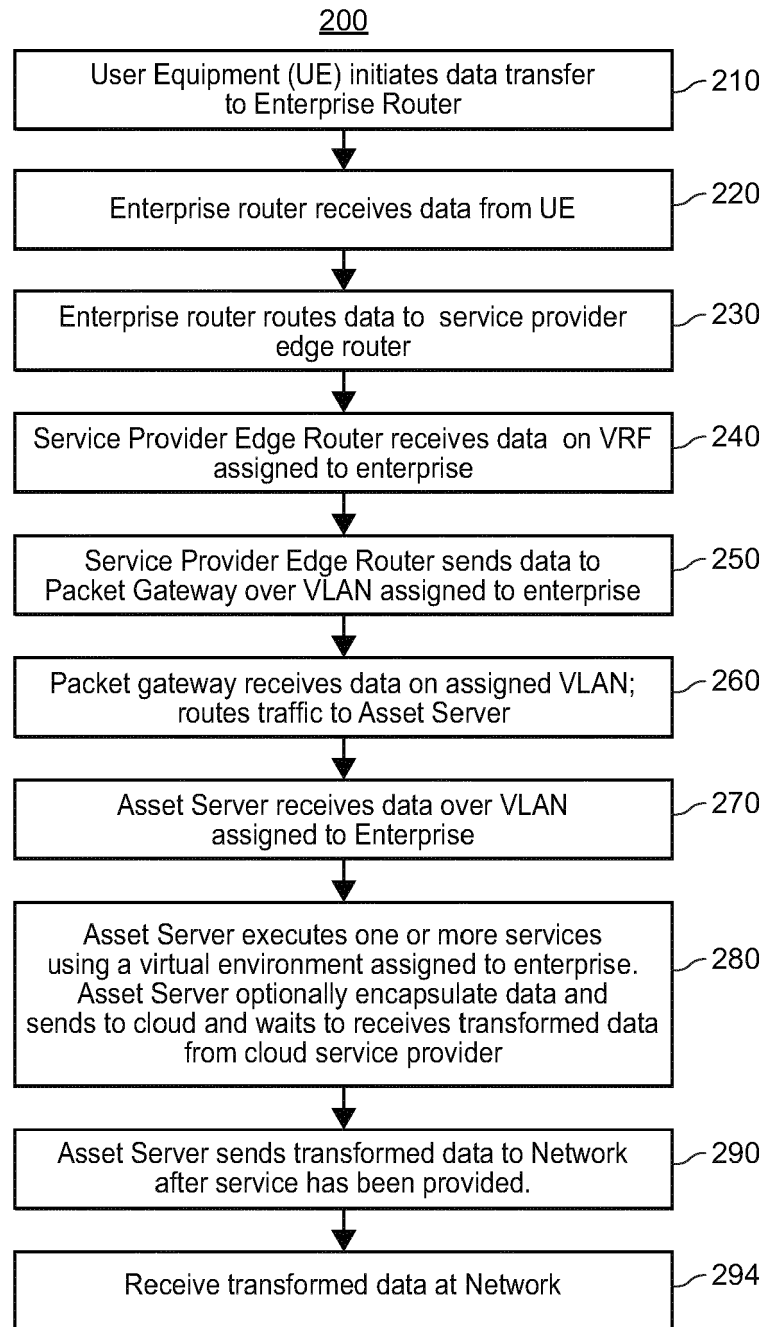 200
User Equipment (UE) initiates data transfer
to Enterprise Router
210
Enterprise router receives data from UE
220
Enterprise router routes data to service provider
edge router
230
Service Provider Edge Router receives data on VRF
assigned to enterprise
240
Service Provider Edge Router sends data to
Packet Gateway over VLAN assigned to enterprise
250
Packet gateway receives data on assigned VLAN;
routes traffic to Asset Server
260
Asset Server receives data over VLAN
assigned to Enterprise
270
Asset Server executes one or more services
using a virtual environment assigned to enterprise.
Asset Server optionally encapsulate data and
sends to cloud and waits to receives transformed data
from cloud service provider
280
Asset Server sends transformed data to Network
after service has been provided.
290
Receive transformed data at Network
294